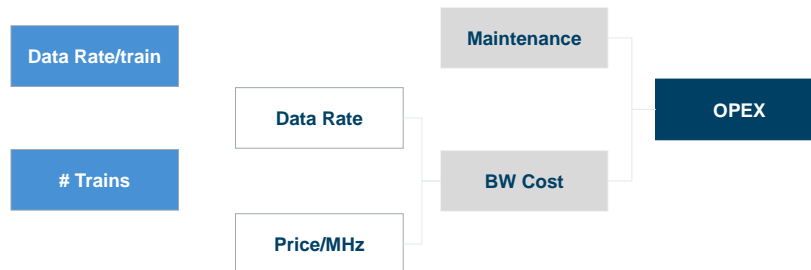 Maintenance
Data Rate/train
OPEX
Data Rate
# Trains
BW Cost
Price/MHz